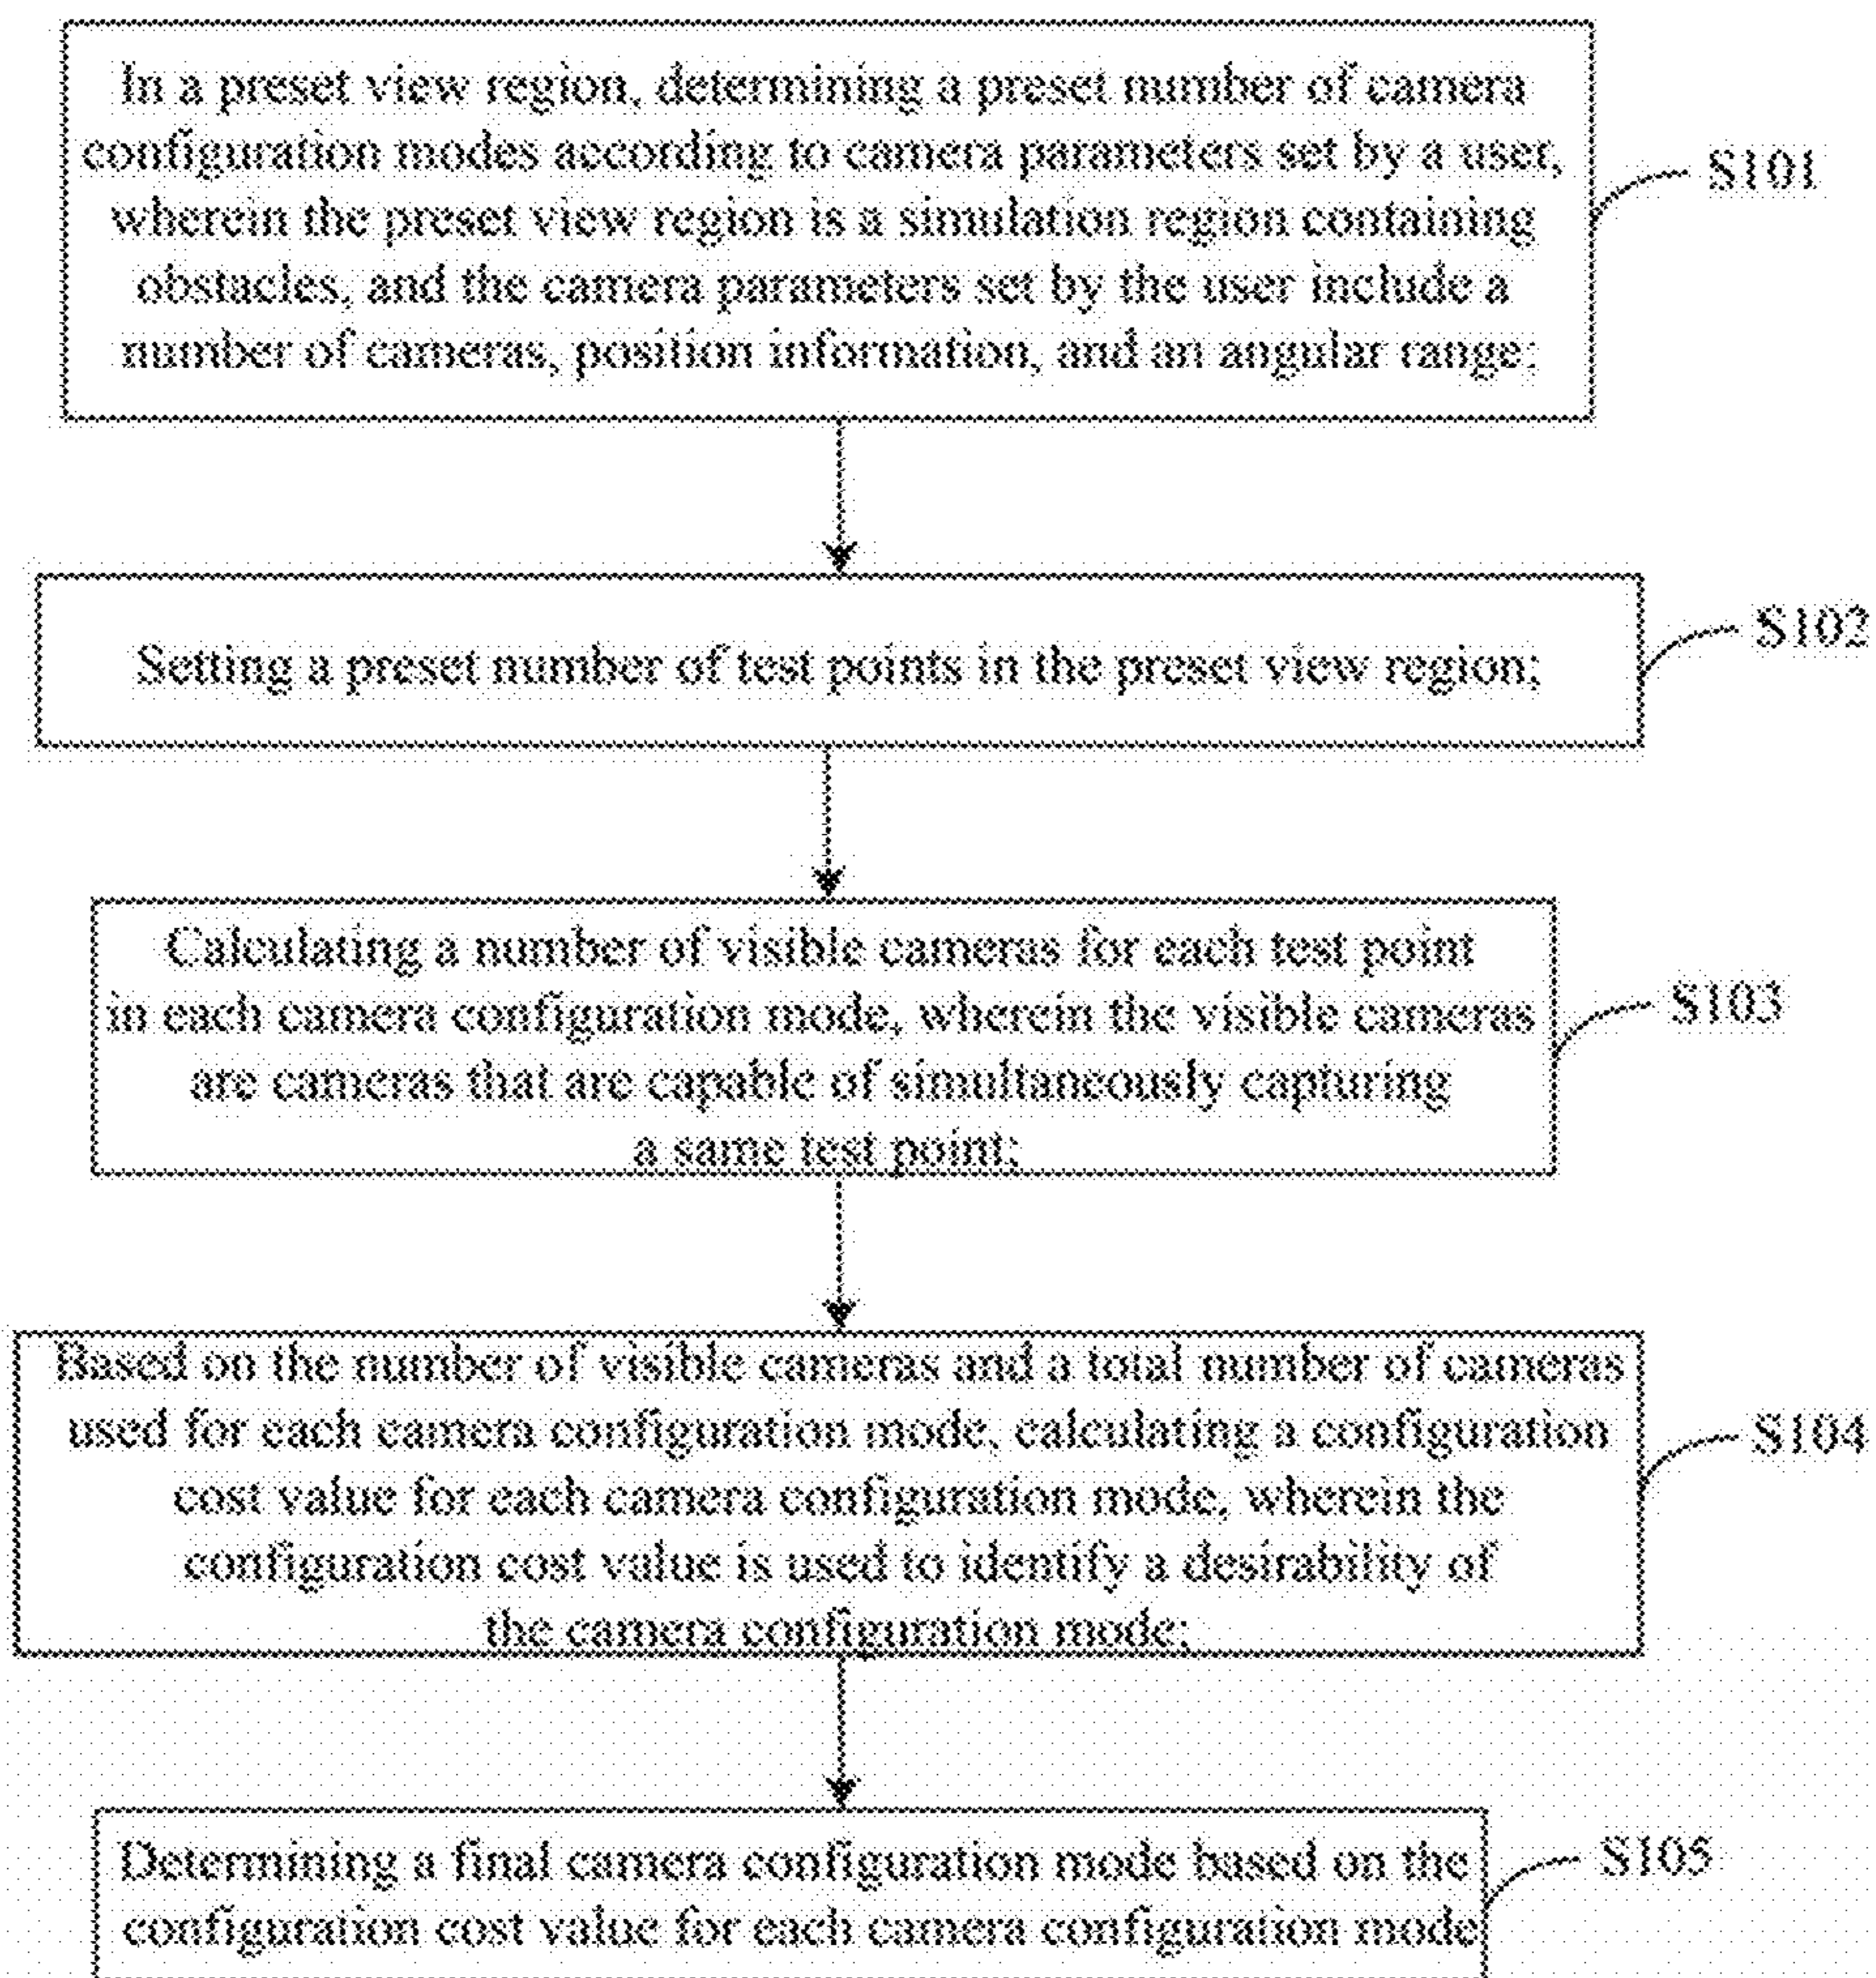 In a preset view region, determining a preset number of camera
configuration modes according to camera parameters set by a user,
wherein the preset view region is a simulation region containing
obstacles, and the camera parameters set by the user include a
number of cameras, position information, and an angular range;
S101
Setting a preset number of test points in the preset view region;
S102
Calculating a number of visible cameras for each test point
in each camera configuration mode, wherein the visible cameras
are cameras that are capable of simultaneously capturing
a same test point;
S103
Based on the number of visible cameras and a total number of cameras
used for each camera configuration mode, calculating a configuration
cost value for each camera configuration mode, wherein the
configuration cost value is used to identify a desirability of
the camera configuration mode;
S104
Determining a final camera configuration mode based on the
configuration cost value for each camera configuration mode
S105